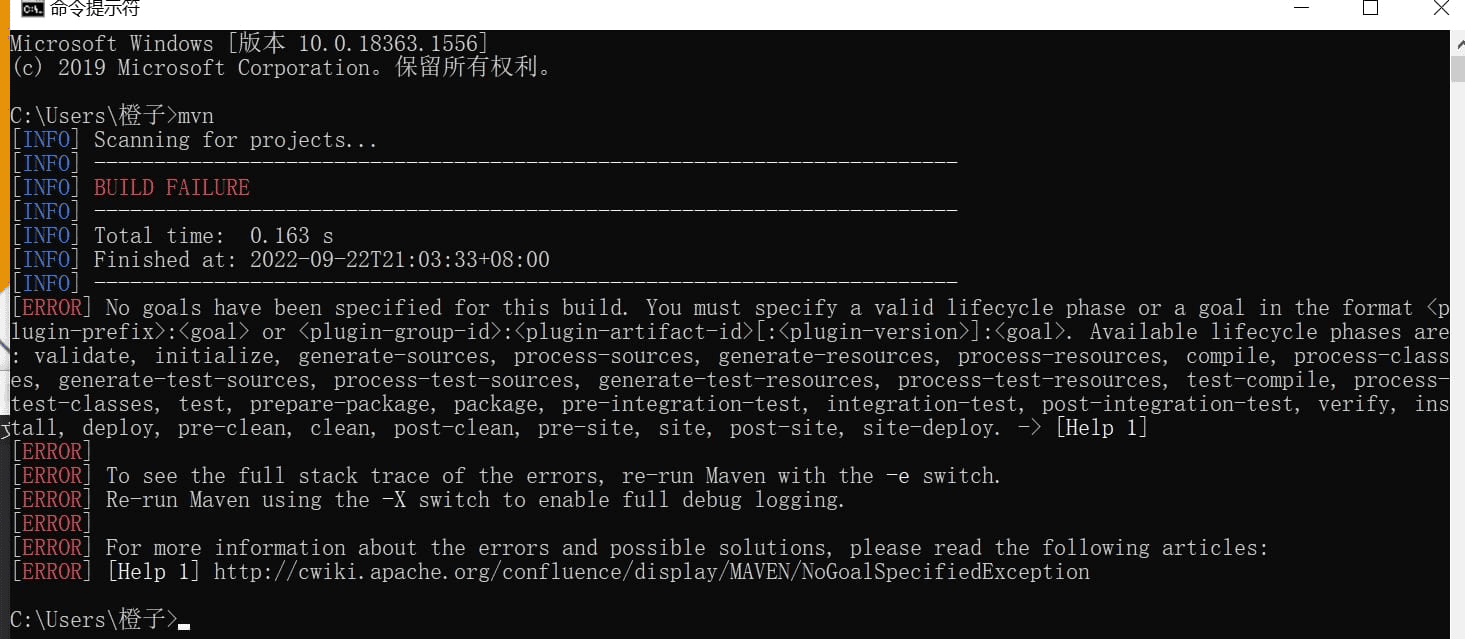 命令提示符
Microsoft Windows [版本 10.0.18363.1556]
(c) 2019 Microsoft Corporation。保留所有权利。
C:\Users\橙子>mvn
[INFO] Scanning for projects...
[INFO] ------------------------------------------------------------------------
[INFO] BUILD FAILURE
[INFO] ------------------------------------------------------------------------
[INFO] Total time:  0.163 s
[INFO] Finished at: 2022-09-22T21:03:33+08:00
[INFO] ------------------------------------------------------------------------
[ERROR] No goals have been specified for this build. You must specify a valid lifecycle phase or a goal in the format <p
lugin-prefix>:<goal> or <plugin-group-id>:<plugin-artifact-id>[:<plugin-version>]:<goal>. Available lifecycle phases are
: validate, initialize, generate-sources, process-sources, generate-resources, process-resources, compile, process-class
es, generate-test-sources, process-test-sources, generate-test-resources, process-test-resources, test-compile, process-
test-classes, test, prepare-package, package, pre-integration-test, integration-test, post-integration-test, verify, ins
tall, deploy, pre-clean, clean, post-clean, pre-site, site, post-site, site-deploy. -> [Help 1]
[ERROR]
[ERROR] To see the full stack trace of the errors, re-run Maven with the -e switch.
[ERROR] Re-run Maven using the -X switch to enable full debug logging.
[ERROR]
[ERROR] For more information about the errors and possible solutions, please read the following articles:
[ERROR] [Help 1] http://cwiki.apache.org/confluence/display/MAVEN/NoGoalSpecifiedException
C:\Users\橙子>